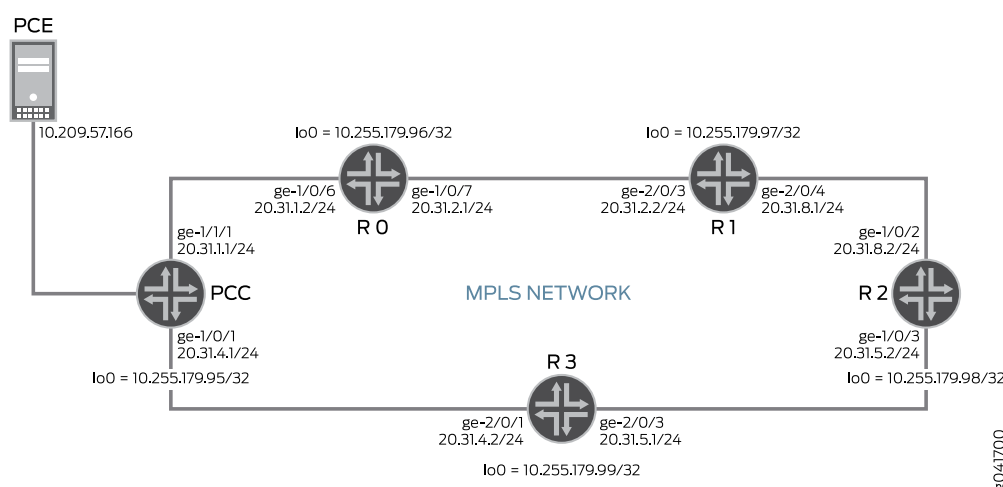 PCE
10.209.57.166
lo0 = 10.255.179.96/32
lo0 = 10.255.179.97/32
ge-1/0/6
20.31.1.2/24
ge-1/0/7
20.31.2.1/24
R 0
ge-2/0/3
20.31.2.2/24
ge-2/0/4
20.31.8.1/24
R 1
ge-1/1/1
20.31.1.1/24
ge-1/0/2
20.31.8.2/24
PCC
MPLS NETWORK
R 2
ge-1/0/1
20.31.4.1/24
lo0 = 10.255.179.95/32
ge-1/0/3
20.31.5.2/24
lo0 = 10.255.179.98/32
R 3
ge-2/0/1
20.31.4.2/24
ge-2/0/3
20.31.5.1/24
lo0 = 10.255.179.99/32
g041700